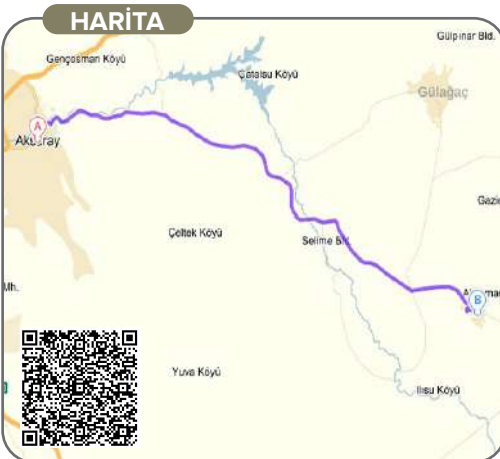 HARİTA
Gülpınar Bld.
Gençosman Köyü
Çatalsu Köyü
Gülağaç
A
Aksaray
Gazie
Çeltek Köyü
Selime Bld.
Mh.
B
Yuva Köyü
Ilısu Köyü